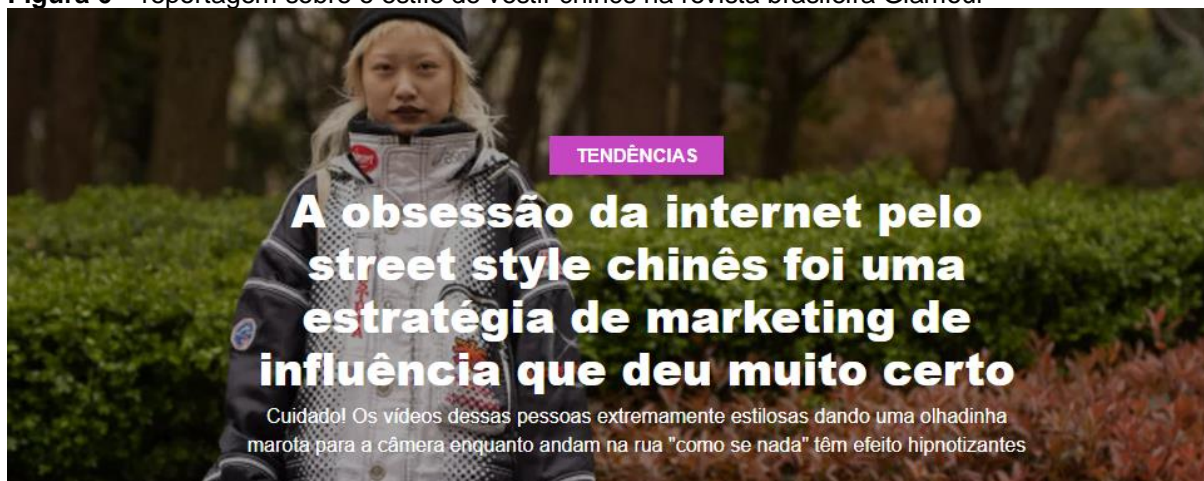 TENDÊNCIAS
A obsessão da internet pelo
street style chinês foi uma
estratégia de marketing de
influência que deu muito certo
Cuidado! Os vídeos dessas pessoas extremamente estilosas dando uma olhadinha
marota para a câmera enquanto andam na rua "como se nada" têm efeito hipnotizantes